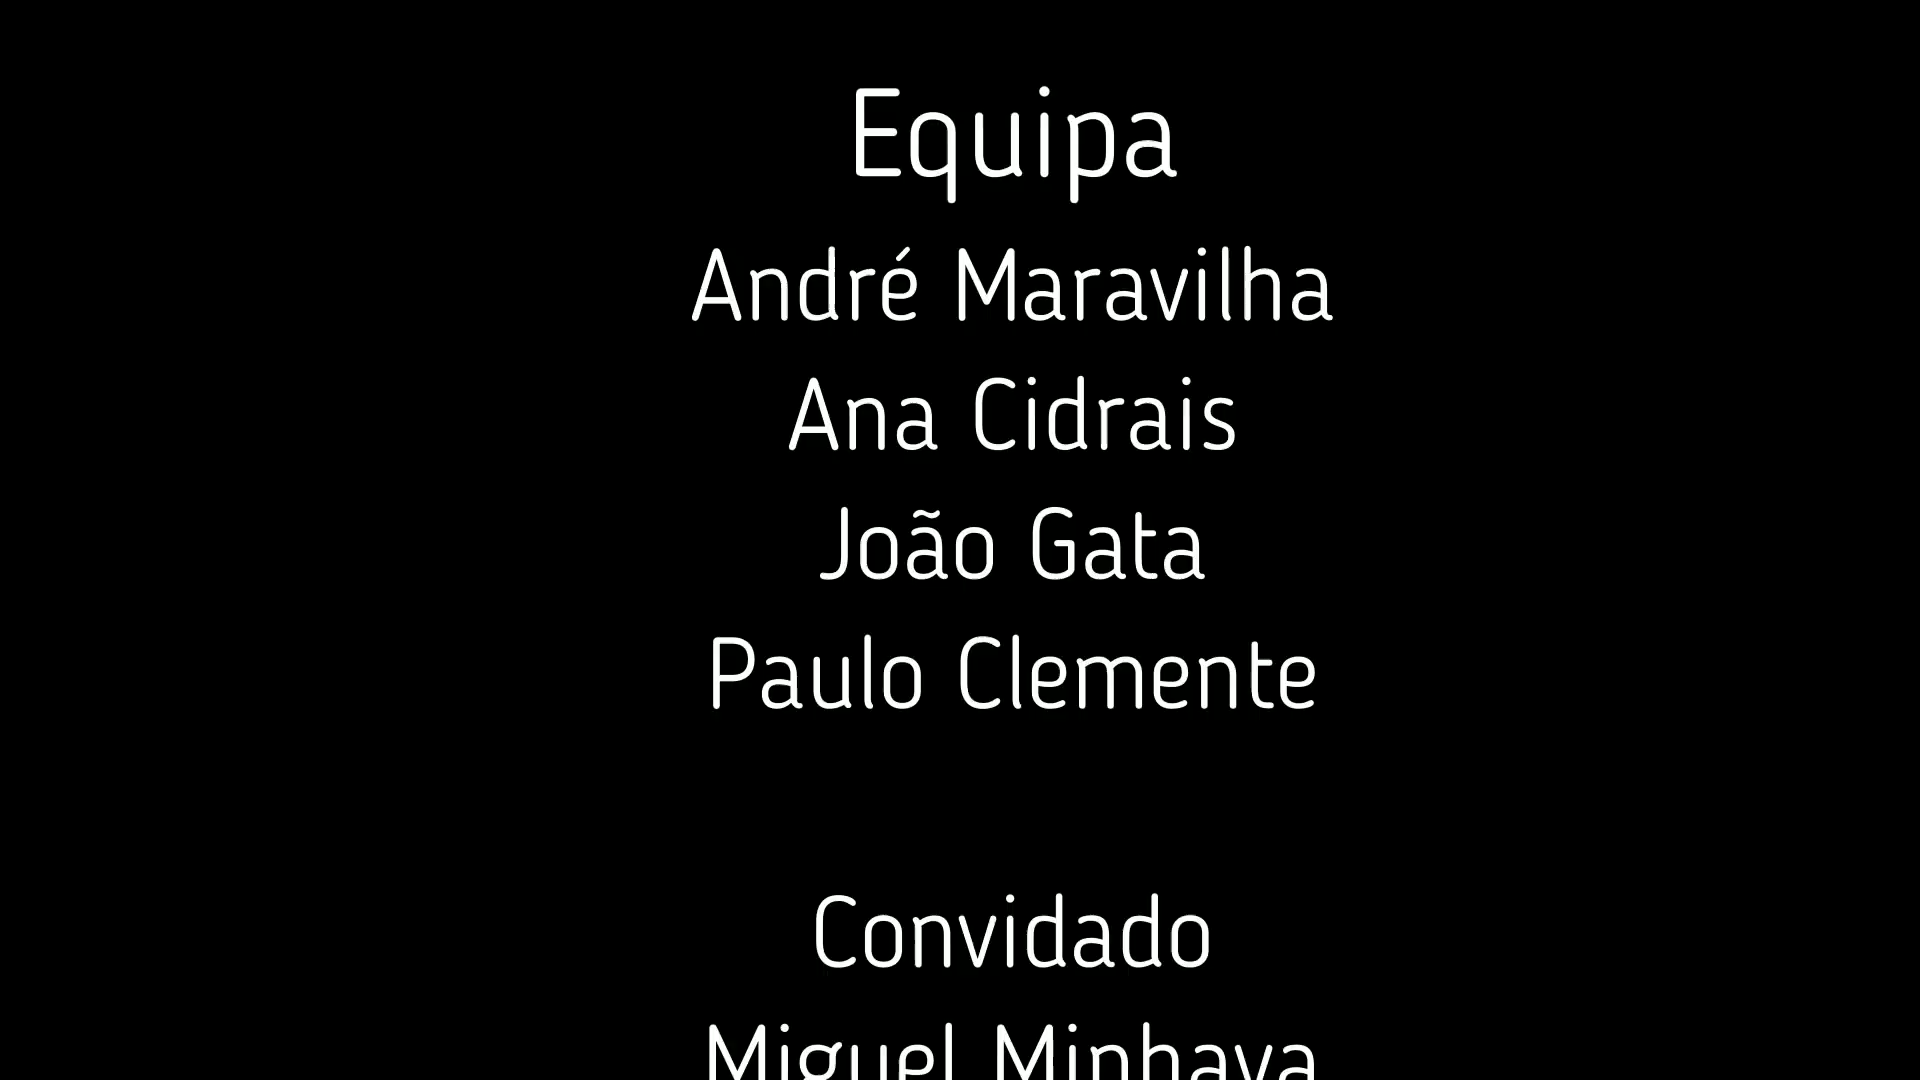 Equipa
André Maravilha
Ana Cidrais
João Gata
Paulo Clemente
Convidado
Miguel Minhava